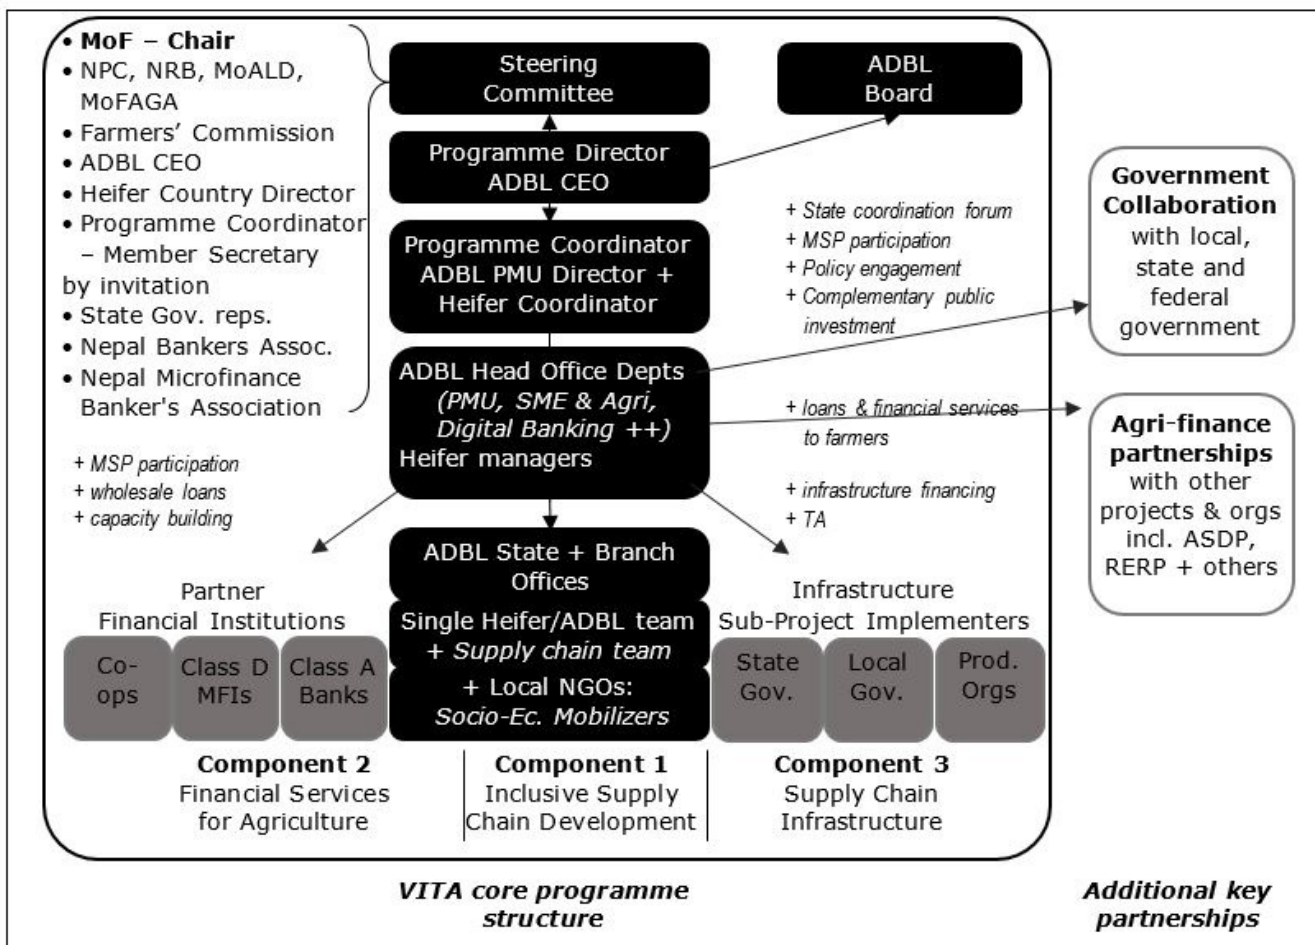 • MoF – Chair
• NPC, NRB, MoALD,
MoFAGA
• Farmers' Commission
• ADBL CEO
• Heifer Country Director
• Programme Coordinator
– Member Secretary
by invitation
• State Gov. reps.
• Nepal Bankers Assoc.
• Nepal Microfinance
Banker's Association
Steering
Committee
ADBL
Board
Programme Director
ADBL CEO
Programme Coordinator
ADBL PMU Director +
Heifer Coordinator
ADBL Head Office Depts
(PMU, SME & Agri,
Digital Banking ++)
Heifer managers
+ State coordination forum
+ MSP participation
+ Policy engagement
+ Complementary public
investment
Government
Collaboration
with local,
state and
federal
government
+ loans & financial services
to farmers
Agri-finance
partnerships
with other
projects & orgs
incl. ASDP,
RERP + others
+ MSP participation
+ wholesale loans
+ capacity building
+ infrastructure financing
+ TA
ADBL State + Branch
Offices
Single Heifer/ADBL team
+ Supply chain team
+ Local NGOs:
Socio-Ec. Mobilizers
Partner
Financial Institutions
Co-
ops
Class D
MFIs
Class A
Banks
Infrastructure
Sub-Project Implementers
State
Gov.
Local
Gov.
Prod.
Orgs
Component 2
Financial Services
for Agriculture
Component 1
Inclusive Supply
Chain Development
Component 3
Supply Chain
Infrastructure
VITA core programme
structure
Additional key
partnerships